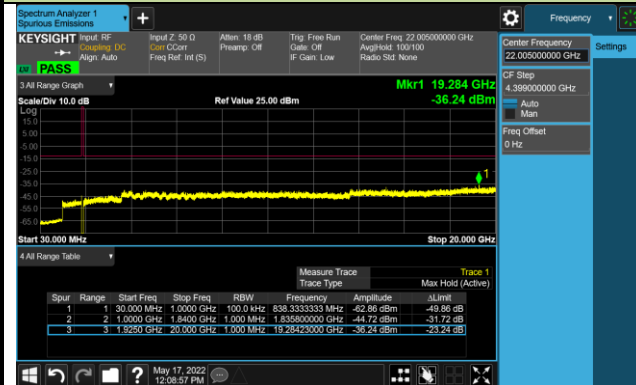 Spectrum Analyzer 1
Spurious Emissions
Frequency
KEYSIGHT
Input: RF
Coupling: DC
Align: Auto
Input Z: 50 Ω
Corr CCorr
Freq Ref: Int (S)
Atten: 18 dB
Preamp: Off
Trig: Free Run
Gate: Off
IF Gain: Low
Center Freq: 22.005000000 GHz
Avg|Hold: 100/100
Radio Std: None
PASS
Center Frequency
22.005000000 GHz
Settings
CF Step
4.399000000 GHz
Auto
Man
Freq Offset
0 Hz
3 All Range Graph
Mkr1 19.284 GHz
-36.24 dBm
Scale/Div 10.0 dB
Ref Value 25.00 dBm
Log
15.0
5.00
-5.00
-15.0
-25.0
-35.0
-45.0
-55.0
-65.0
1
Start 30.000 MHz
Stop 20.000 GHz
4 All Range Table
Measure Trace Trace 1
Trace Type Max Hold (Active)
Spur Range Start Freq Stop Freq RBW Frequency Amplitude ΔLimit
1 1 30.000 MHz 1.0000 GHz 100.0 kHz 838.3333333 MHz -62.86 dBm -49.86 dB
2 2 1.0000 GHz 1.8400 GHz 1.000 MHz 1.835800000 GHz -44.72 dBm -31.72 dB
3 3 1.9250 GHz 20.000 GHz 1.000 MHz 19.28423000 GHz -36.24 dBm -23.24 dB
May 17, 2022
12:08:57 PM